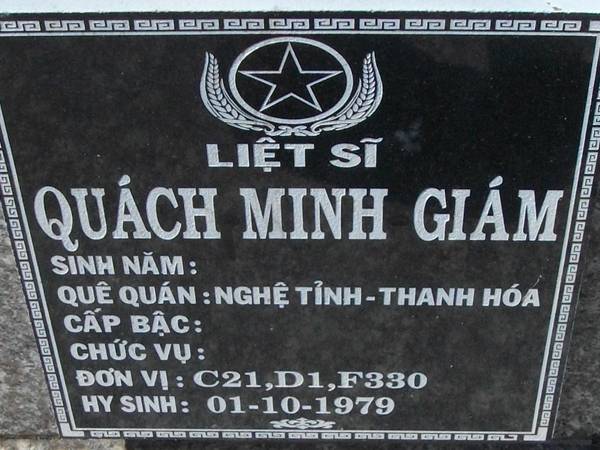 LIỆT SĨ
QUÁCH MINH GIÁM
SINH NĂM :
QUÊ QUÁN : NGHỆ TỈNH - THANH HÓA
CẤP BẬC :
CHỨC VỤ :
ĐƠN VỊ : C21,D1,F330
HY SINH : 01-10-1979